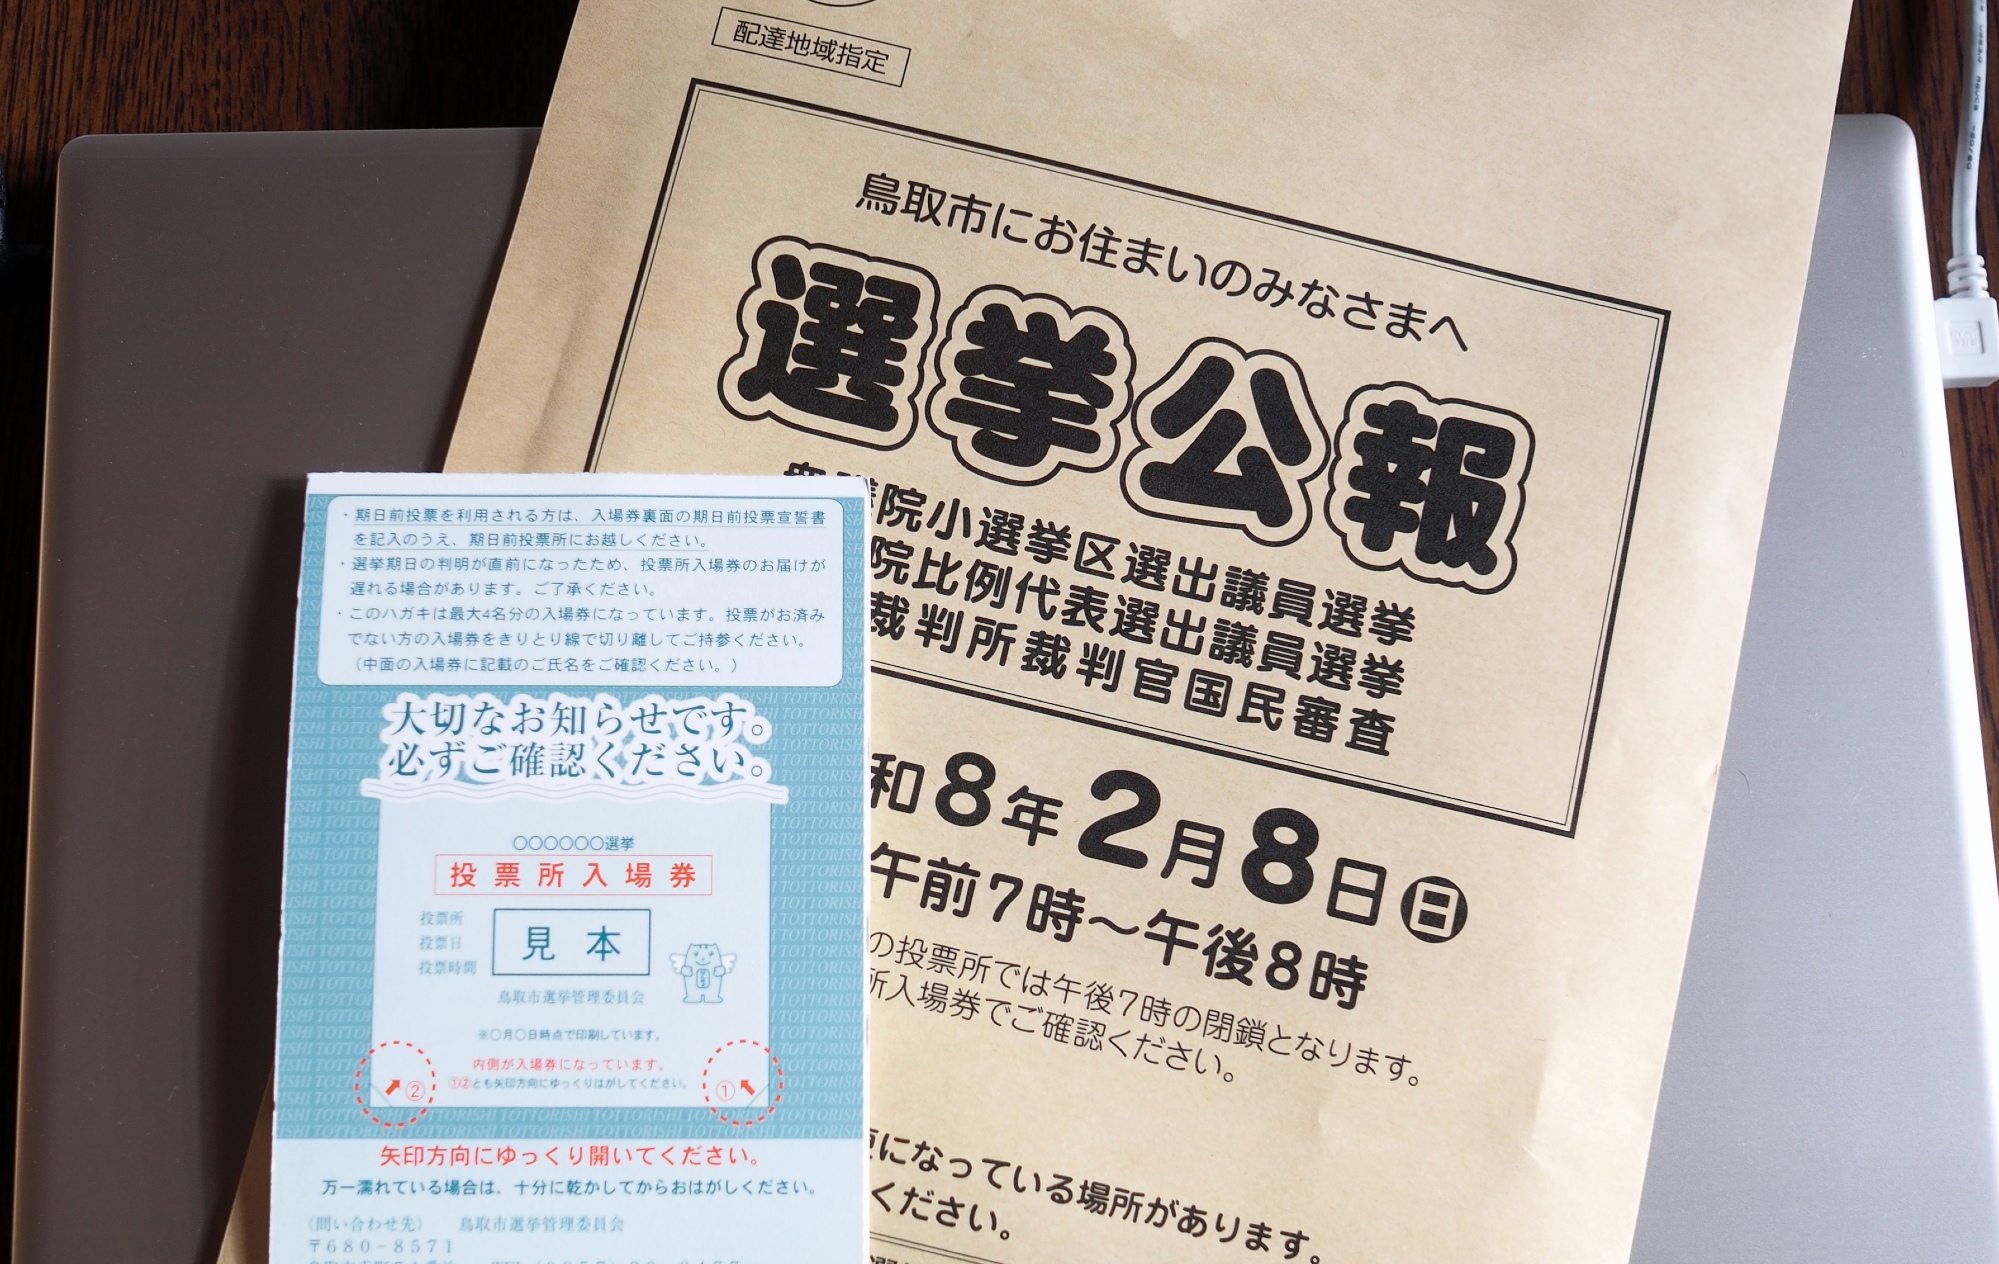 配達地域指定
鳥取市にお住まいのみなさまへ
選挙公報
院小選挙区選出議員選挙
院比例代表選出議員選挙
裁判所裁判官国民審査
和8年2月8日㊐
午前7時～午後8時
の投票所では午後7時の閉鎖となります。
所入場券でご確認ください。
になっている場所があります。
ください。
・期日前投票を利用される方は、入場券裏面の期日前投票宣誓書
を記入のうえ、期日前投票所にお越しください。
・選挙期日の判明が直前になったため、投票所入場券のお届けが
遅れる場合があります。ご了承ください。
・このハガキは最大4名分の入場券になっています。投票がお済み
でない方の入場券をきりとり線で切り離してご持参ください。
（中面の入場券に記載のご氏名をご確認ください。）
大切なお知らせです。
必ずご確認ください。
○○○○○○選挙
投票所入場券
投票所
投票日
投票時間
見本
鳥取市選挙管理委員会
※○月○日時点で印刷しています。
内側が入場券になっています。
①②とも矢印方向にゆっくりはがしてください。
②
①
矢印方向にゆっくり開いてください。
万一濡れている場合は、十分に乾かしてからおはがしください。
（問い合わせ先） 鳥取市選挙管理委員会
〒680-8571